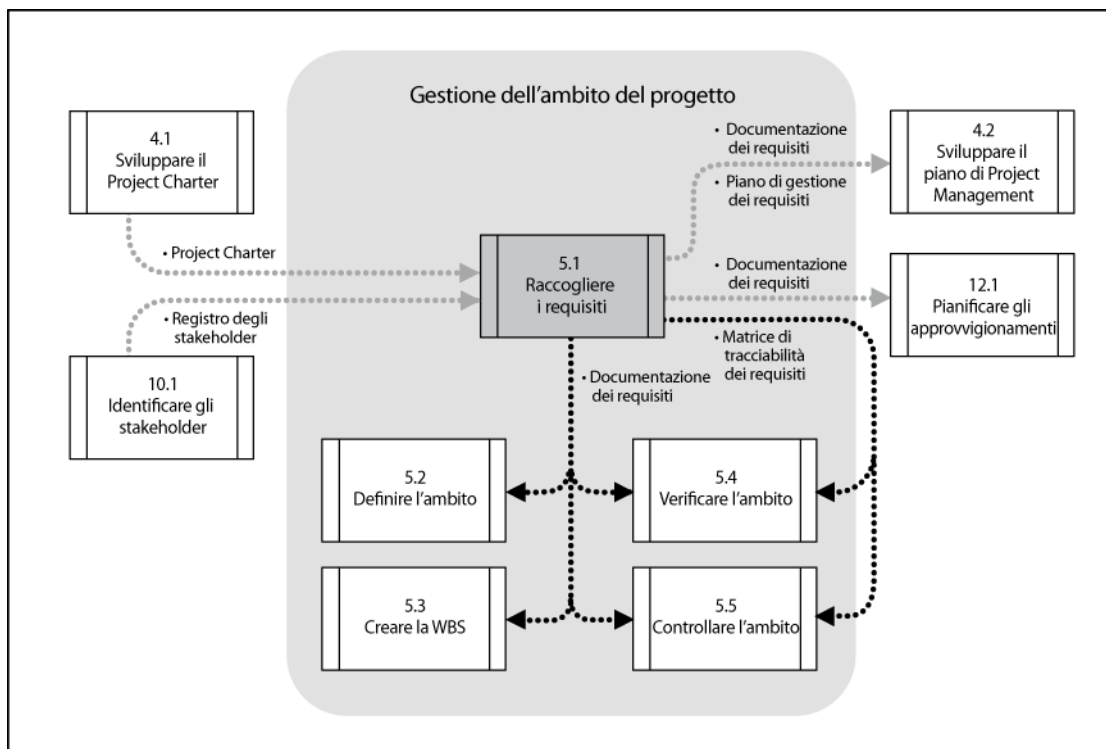 Gestione dell'ambito del progetto
4.1
Sviluppare il
Project Charter
• Project Charter
• Registro degli
stakeholder
10.1
Identificare gli
stakeholder
5.1
Raccogliere
i requisiti
• Documentazione
dei requisiti
• Piano di gestione
dei requisiti
4.2
Sviluppare il
piano di Project
Management
• Documentazione
dei requisiti
12.1
Pianificare gli
approvvigionamenti
• Matrice di
tracciabilità
dei requisiti
• Documentazione
dei requisiti
5.2
Definire l'ambito
5.4
Verificare l'ambito
5.3
Creare la WBS
5.5
Controllare l'ambito